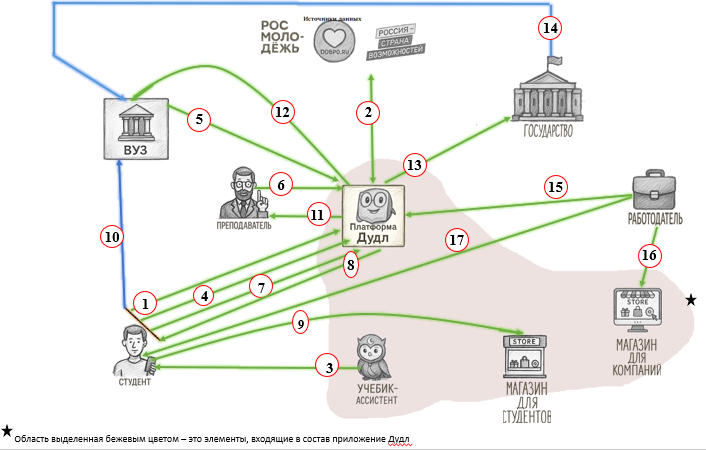 Источники данных
РОС
МОЛО-
ДЁЖЬ
DOBRO.RU
РОССИЯ –
СТРАНА
ВОЗМОЖНОСТЕЙ
14
ГОСУДАРСТВО
ВУЗ
5
12
2
13
6
ПРЕПОДАВАТЕЛЬ
11
Платформа
Дудл
15
РАБОТОДАТЕЛЬ
10
17
16
8
7
4
1
STORE
МАГАЗИН
ДЛЯ
КОМПАНИЙ
9
СТУДЕНТ
3
УЧЕБИК-
АССИСТЕНТ
STORE
МАГАЗИН
ДЛЯ
СТУДЕНТОВ
Область выделенная бежевым цветом – это элементы, входящие в состав приложение Дудл